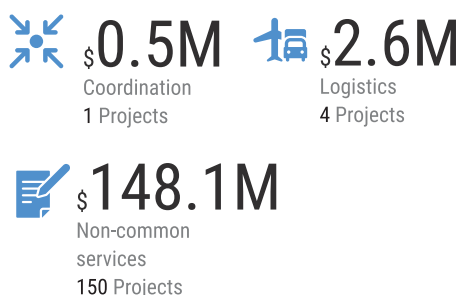 $0.5M
Coordination
1 Projects
$2.6M
Logistics
4 Projects
$148.1M
Non-common
services
150 Projects